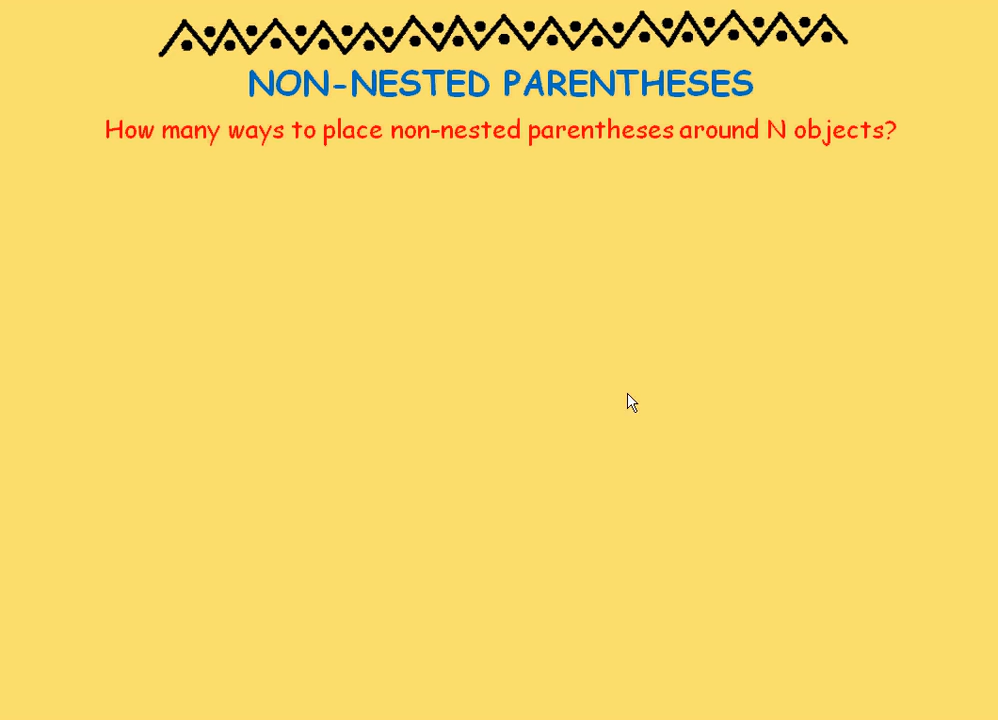 NON-NESTED PARENTHESES
How many ways to place non-nested parentheses around N objects?